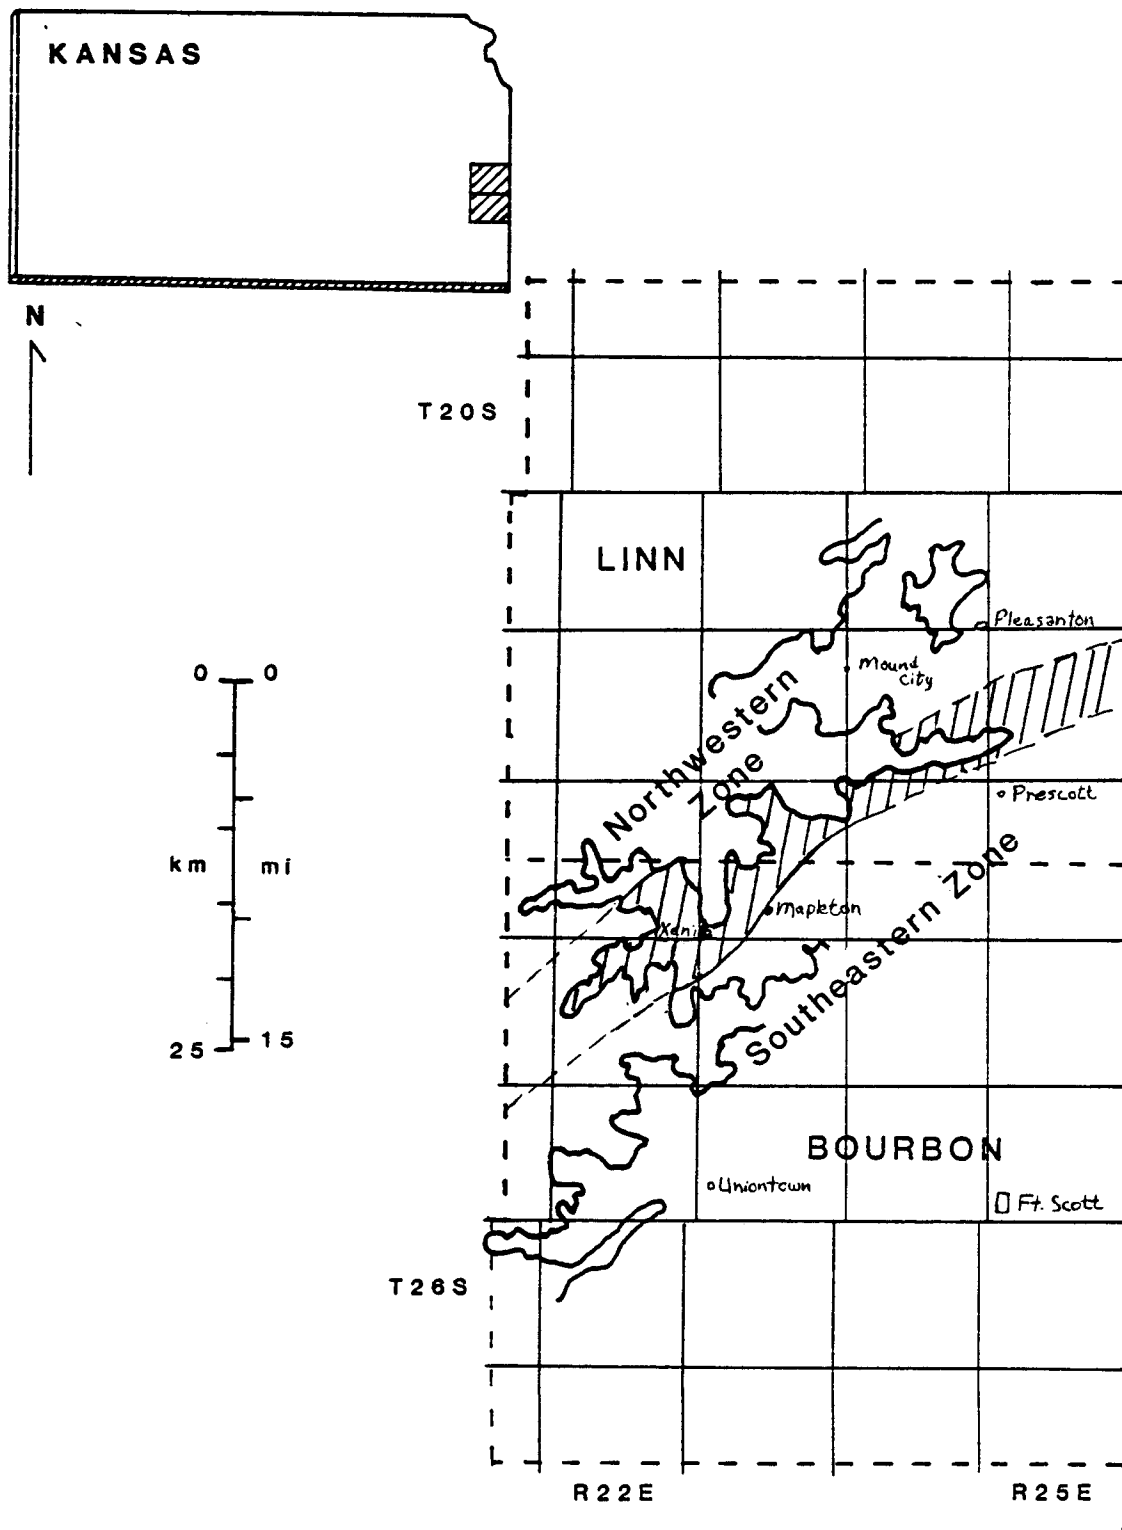 KANSAS
N
T20S
LINN
Pleasanton
Mound
City
0 0
Northwestern
Zone
Prescott
km mi
Southeastern Zone
Mapleton
Xenia
25 15
BOURBON
Uniontown
Ft. Scott
T26S
R22E R25E